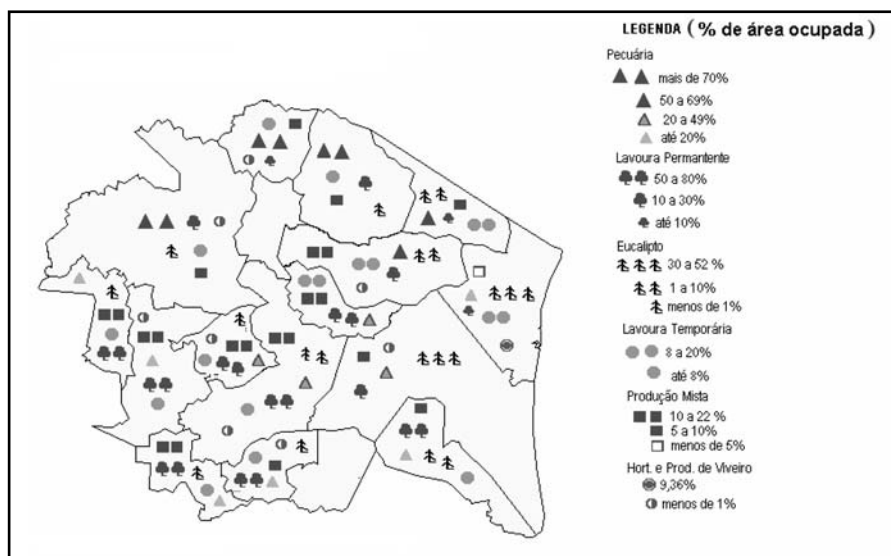 LEGENDA ( % de área ocupada )
Pecuária
mais de 70%
50 a 69%
20 a 49%
até 20%
Lavoura Permantente
50 a 80%
10 a 30%
até 10%
Eucalipto
30 a 52 %
1 a 10%
menos de 1%
Lavoura Temporária
8 a 20%
até 8%
Produção Mista
10 a 22 %
5 a 10%
menos de 5%
Hort. e Prod. de Viveiro
9,36%
menos de 1%